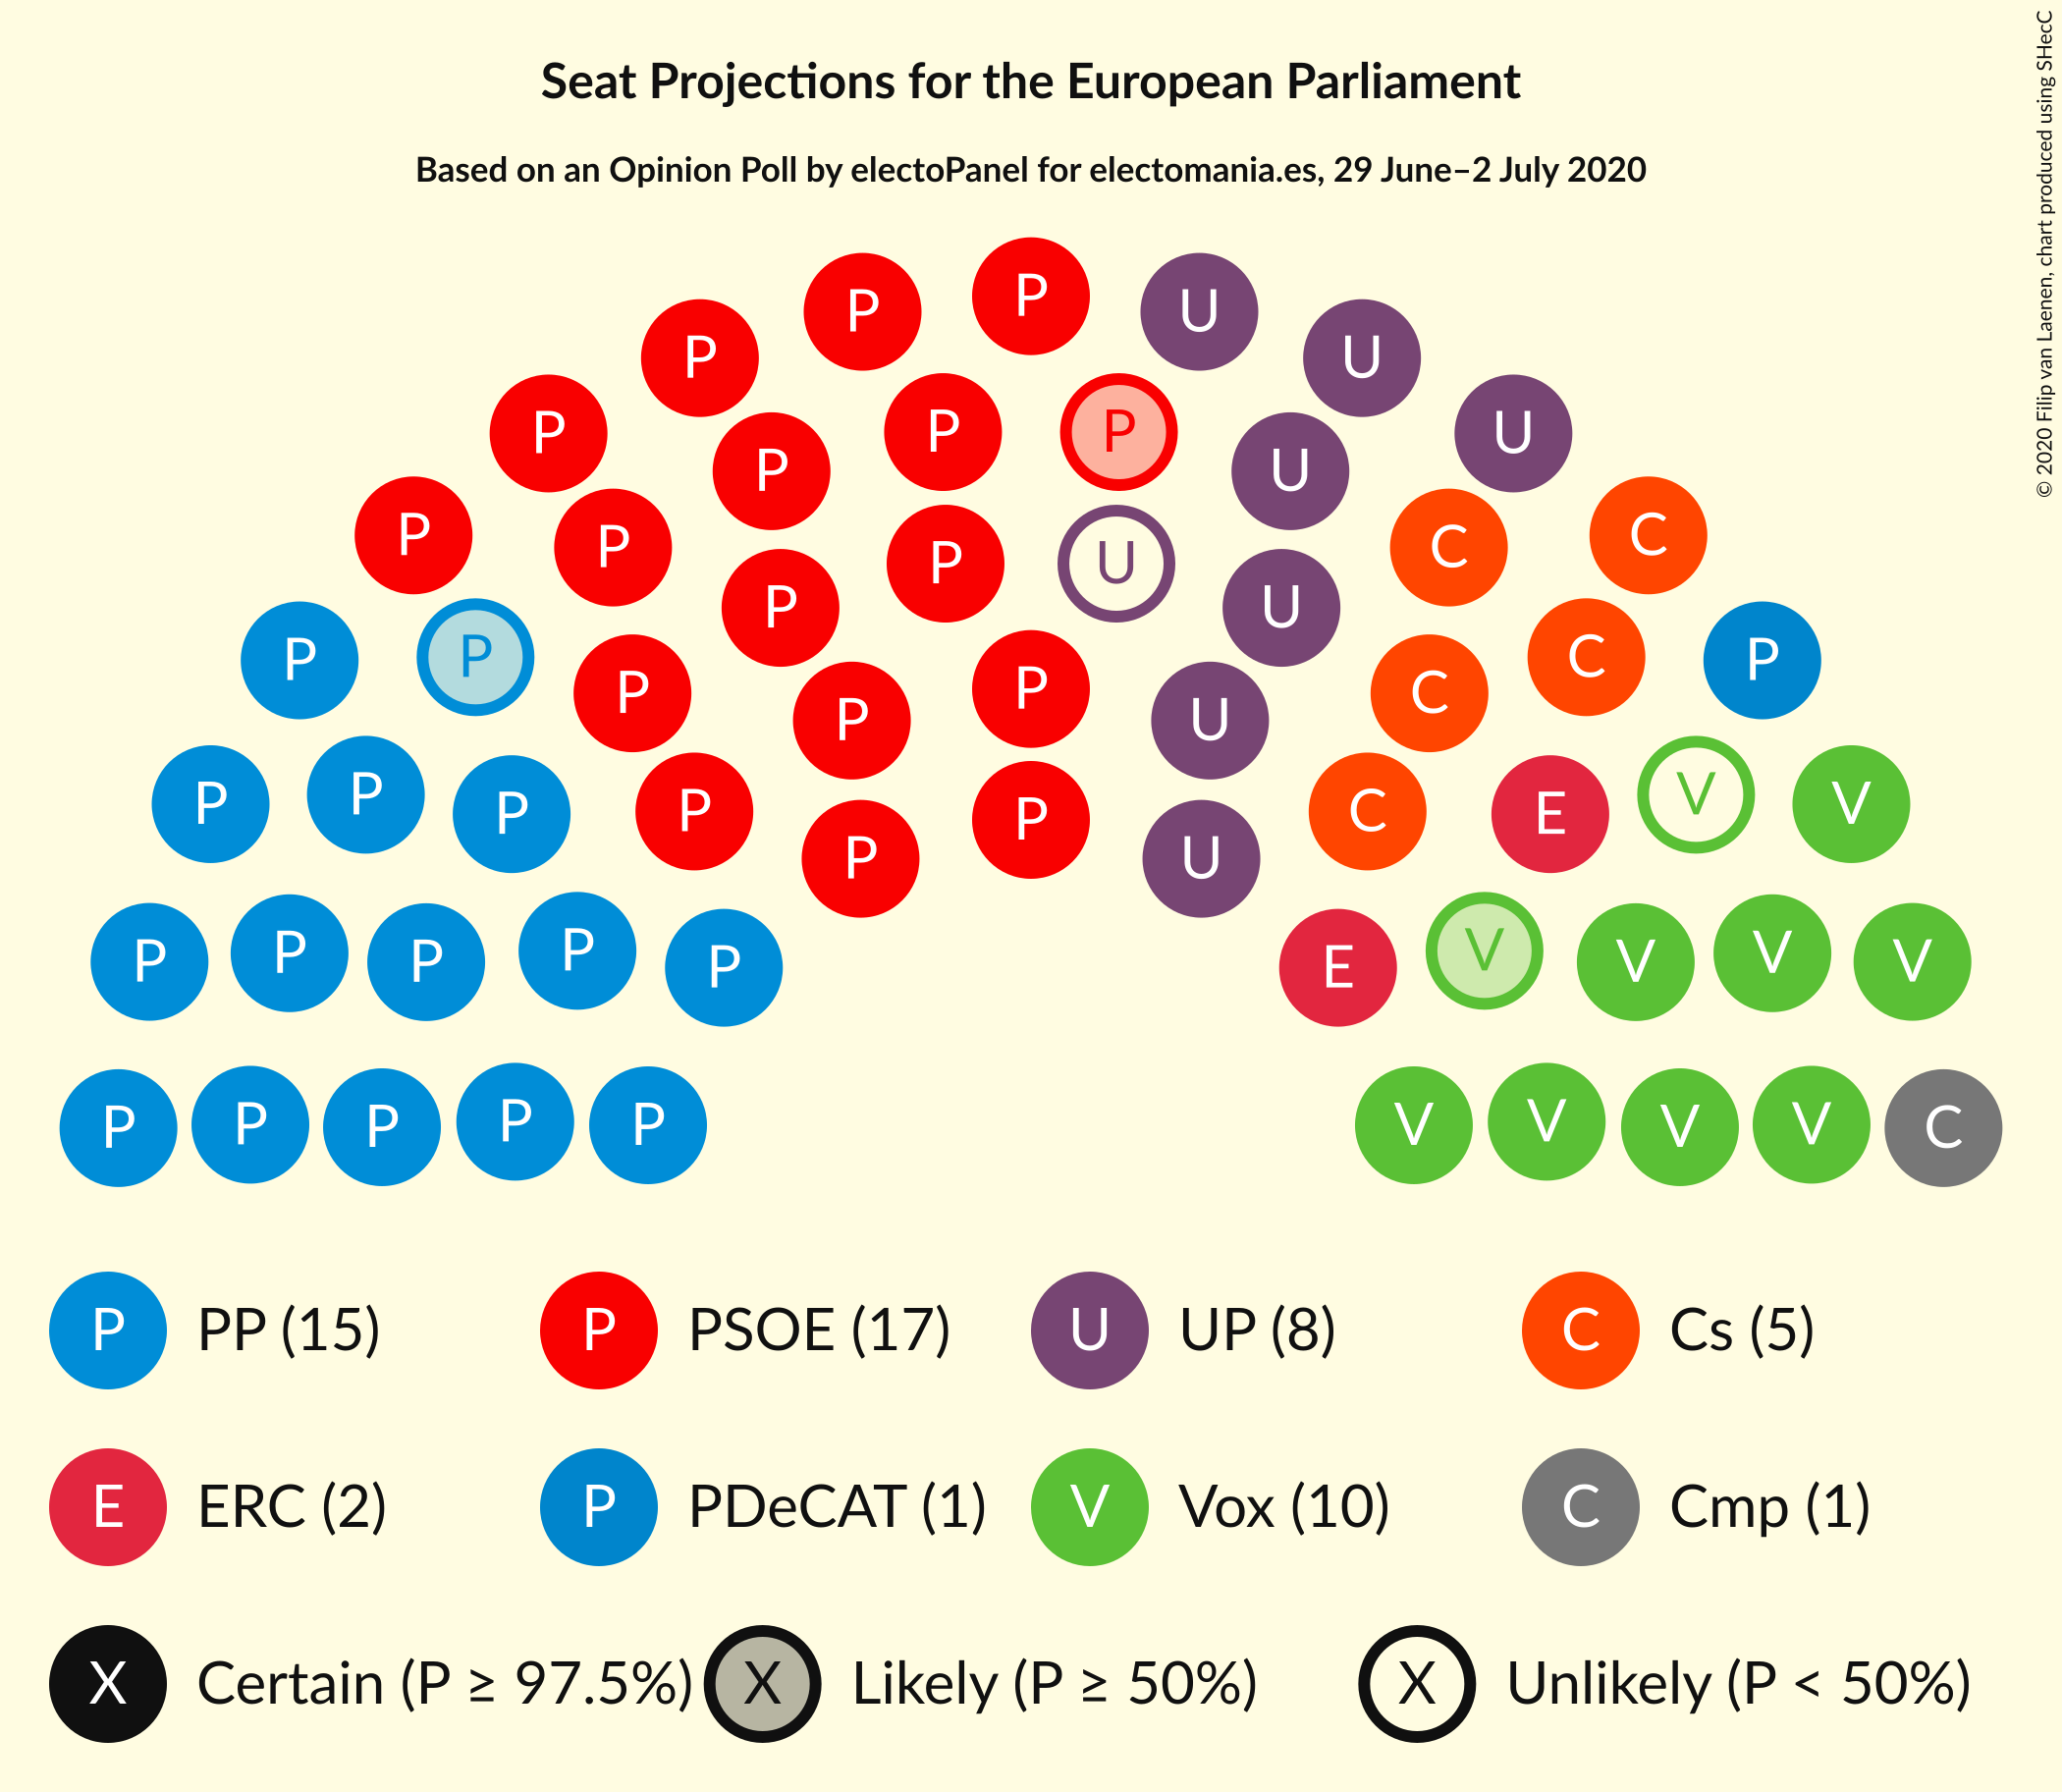 Seat Projections for the European Parliament
Based on an Opinion Poll by electoPanel for electomania.es, 29 June–2 July 2020
© 2020 Filip van Laenen, chart produced using SHecC
P
P P U U
P P U
P P U
P P C C
P P U U
P P C P
P P U C
P P U
P P P P C E V V
P P U
P P P P P E V V V V
P P P P P V V V V C
P PP (15) P PSOE (17) U UP (8) C Cs (5)
E ERC (2) P PDeCAT (1) V Vox (10) C Cmp (1)
X Certain (P ≥ 97.5%) X Likely (P ≥ 50%) X Unlikely (P < 50%)